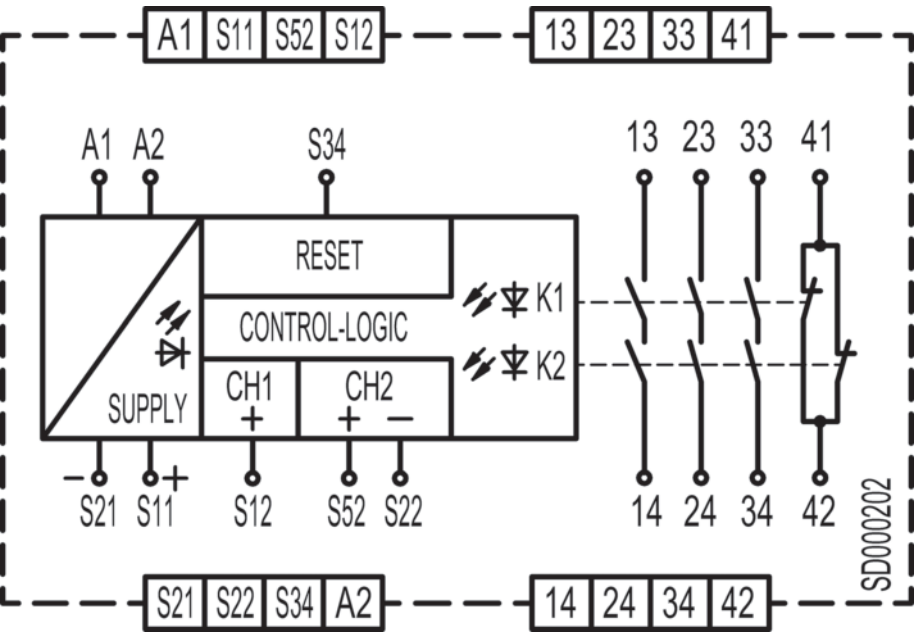 A1 S11 S52 S12 13 23 33 41
A1 A2 S34 13 23 33 41
RESET
K1
CONTROL-LOGIC
K2
CH1 CH2
SUPPLY + + −
− +
S21 S11 S12 S52 S22 14 24 34 42
SD000202
S21 S22 S34 A2 14 24 34 42